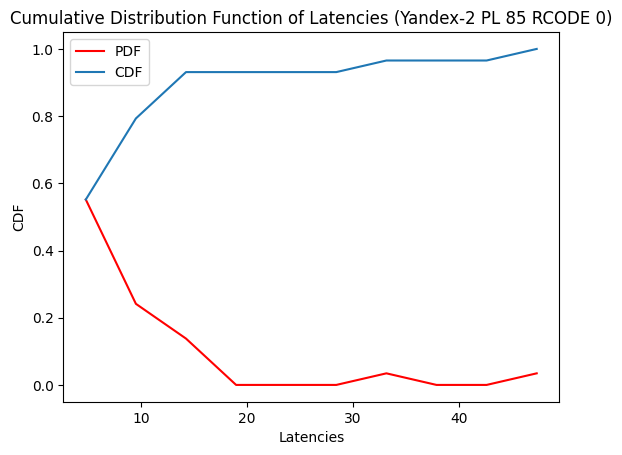 Cumulative Distribution Function of Latencies (Yandex-2 PL 85 RCODE 0)
PDF
CDF
1.0
0.8
0.6
0.4
0.2
0.0
CDF
10
20
30
40
Latencies